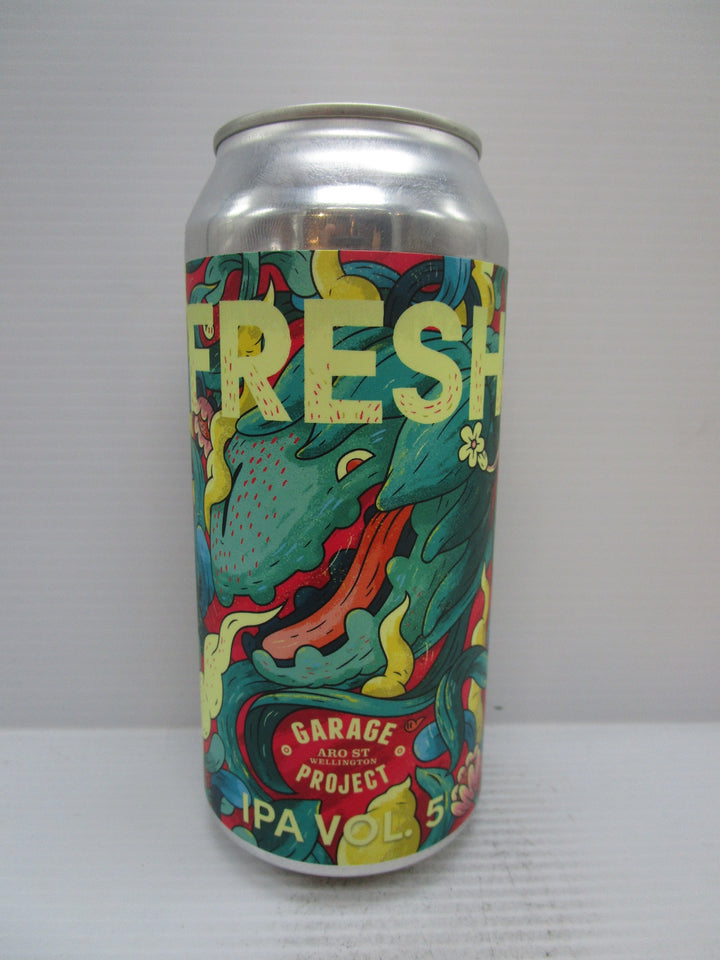 FRESH
GARAGE
ARO ST
WELLINGTON
PROJECT
IPA VOL. 5